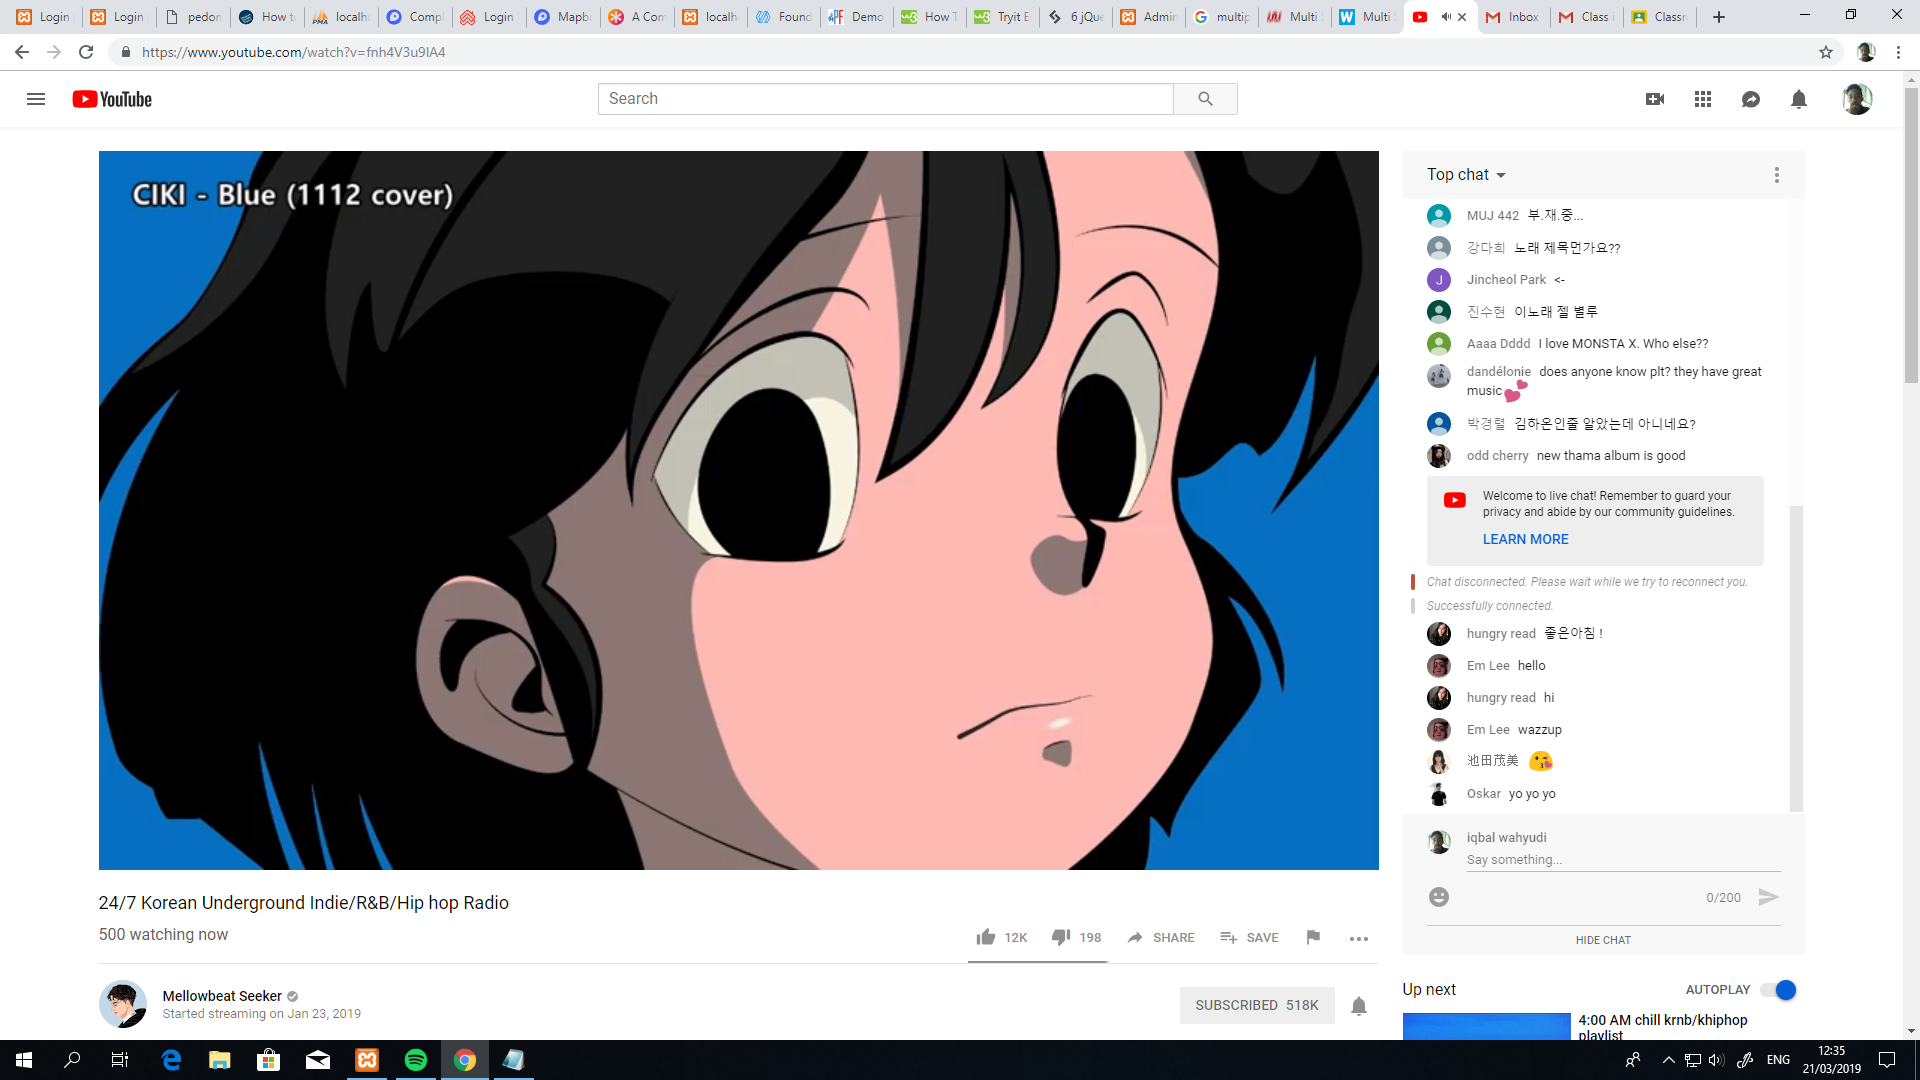 Login
Login
pedon
How to
localho
Compl
Login
Mapbo
A Com
localho
Found
Demo
How T
Tryit E
6 jQue
Admin
multip
Multi S
Multi S
Inbox
Class i
Classr
https://www.youtube.com/watch?v=fnh4V3u9IA4
YouTube
Search
CIKI - Blue (1112 cover)
Top chat
MUJ 442 부.재.중...
강다희 노래 제목먼가요??
J
Jincheol Park <-
진수현 이노래 젤 별루
Aaaa Dddd I love MONSTA X. Who else??
dandélonie does anyone know plt? they have great
music💕
박경렬 김하온인줄 알았는데 아니네요?
odd cherry new thama album is good
Welcome to live chat! Remember to guard your
privacy and abide by our community guidelines.
LEARN MORE
Chat disconnected. Please wait while we try to reconnect you.
Successfully connected.
hungry read 좋은아침 !
Em Lee hello
hungry read hi
Em Lee wazzup
池田茂美 😘
Oskar yo yo yo
iqbal wahyudi
Say something...
0/200
HIDE CHAT
24/7 Korean Underground Indie/R&B/Hip hop Radio
500 watching now
12K 198 SHARE SAVE
Mellowbeat Seeker
Started streaming on Jan 23, 2019
SUBSCRIBED 518K
Up next
AUTOPLAY
4:00 AM chill krnb/khiphop
playlist
ENG
12:35
21/03/2019